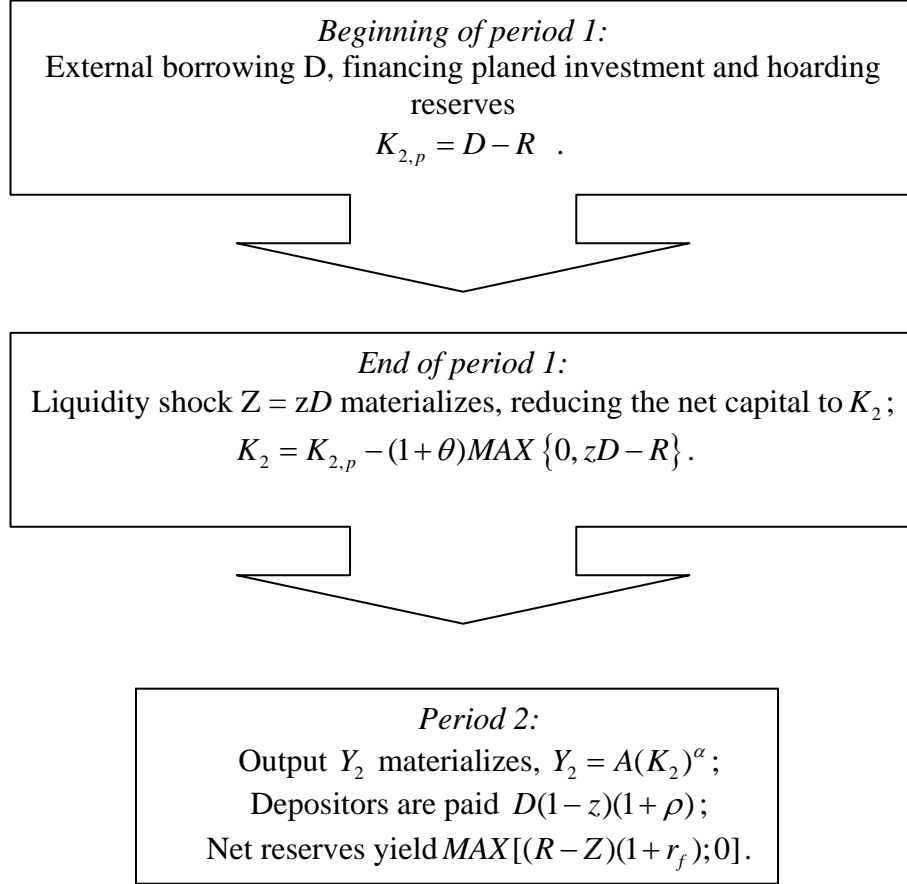 Beginning of period 1:
External borrowing D, financing planed investment and hoarding
reserves
K_{2,p} = D − R .
End of period 1:
Liquidity shock Z = zD materializes, reducing the net capital to K_2;
K_2 = K_{2,p} − (1 + θ)MAX {0, zD − R}.
Period 2:
Output Y_2 materializes, Y_2 = A(K_2)^α;
Depositors are paid D(1 − z)(1 + ρ);
Net reserves yield MAX[(R − Z)(1 + r_f);0].